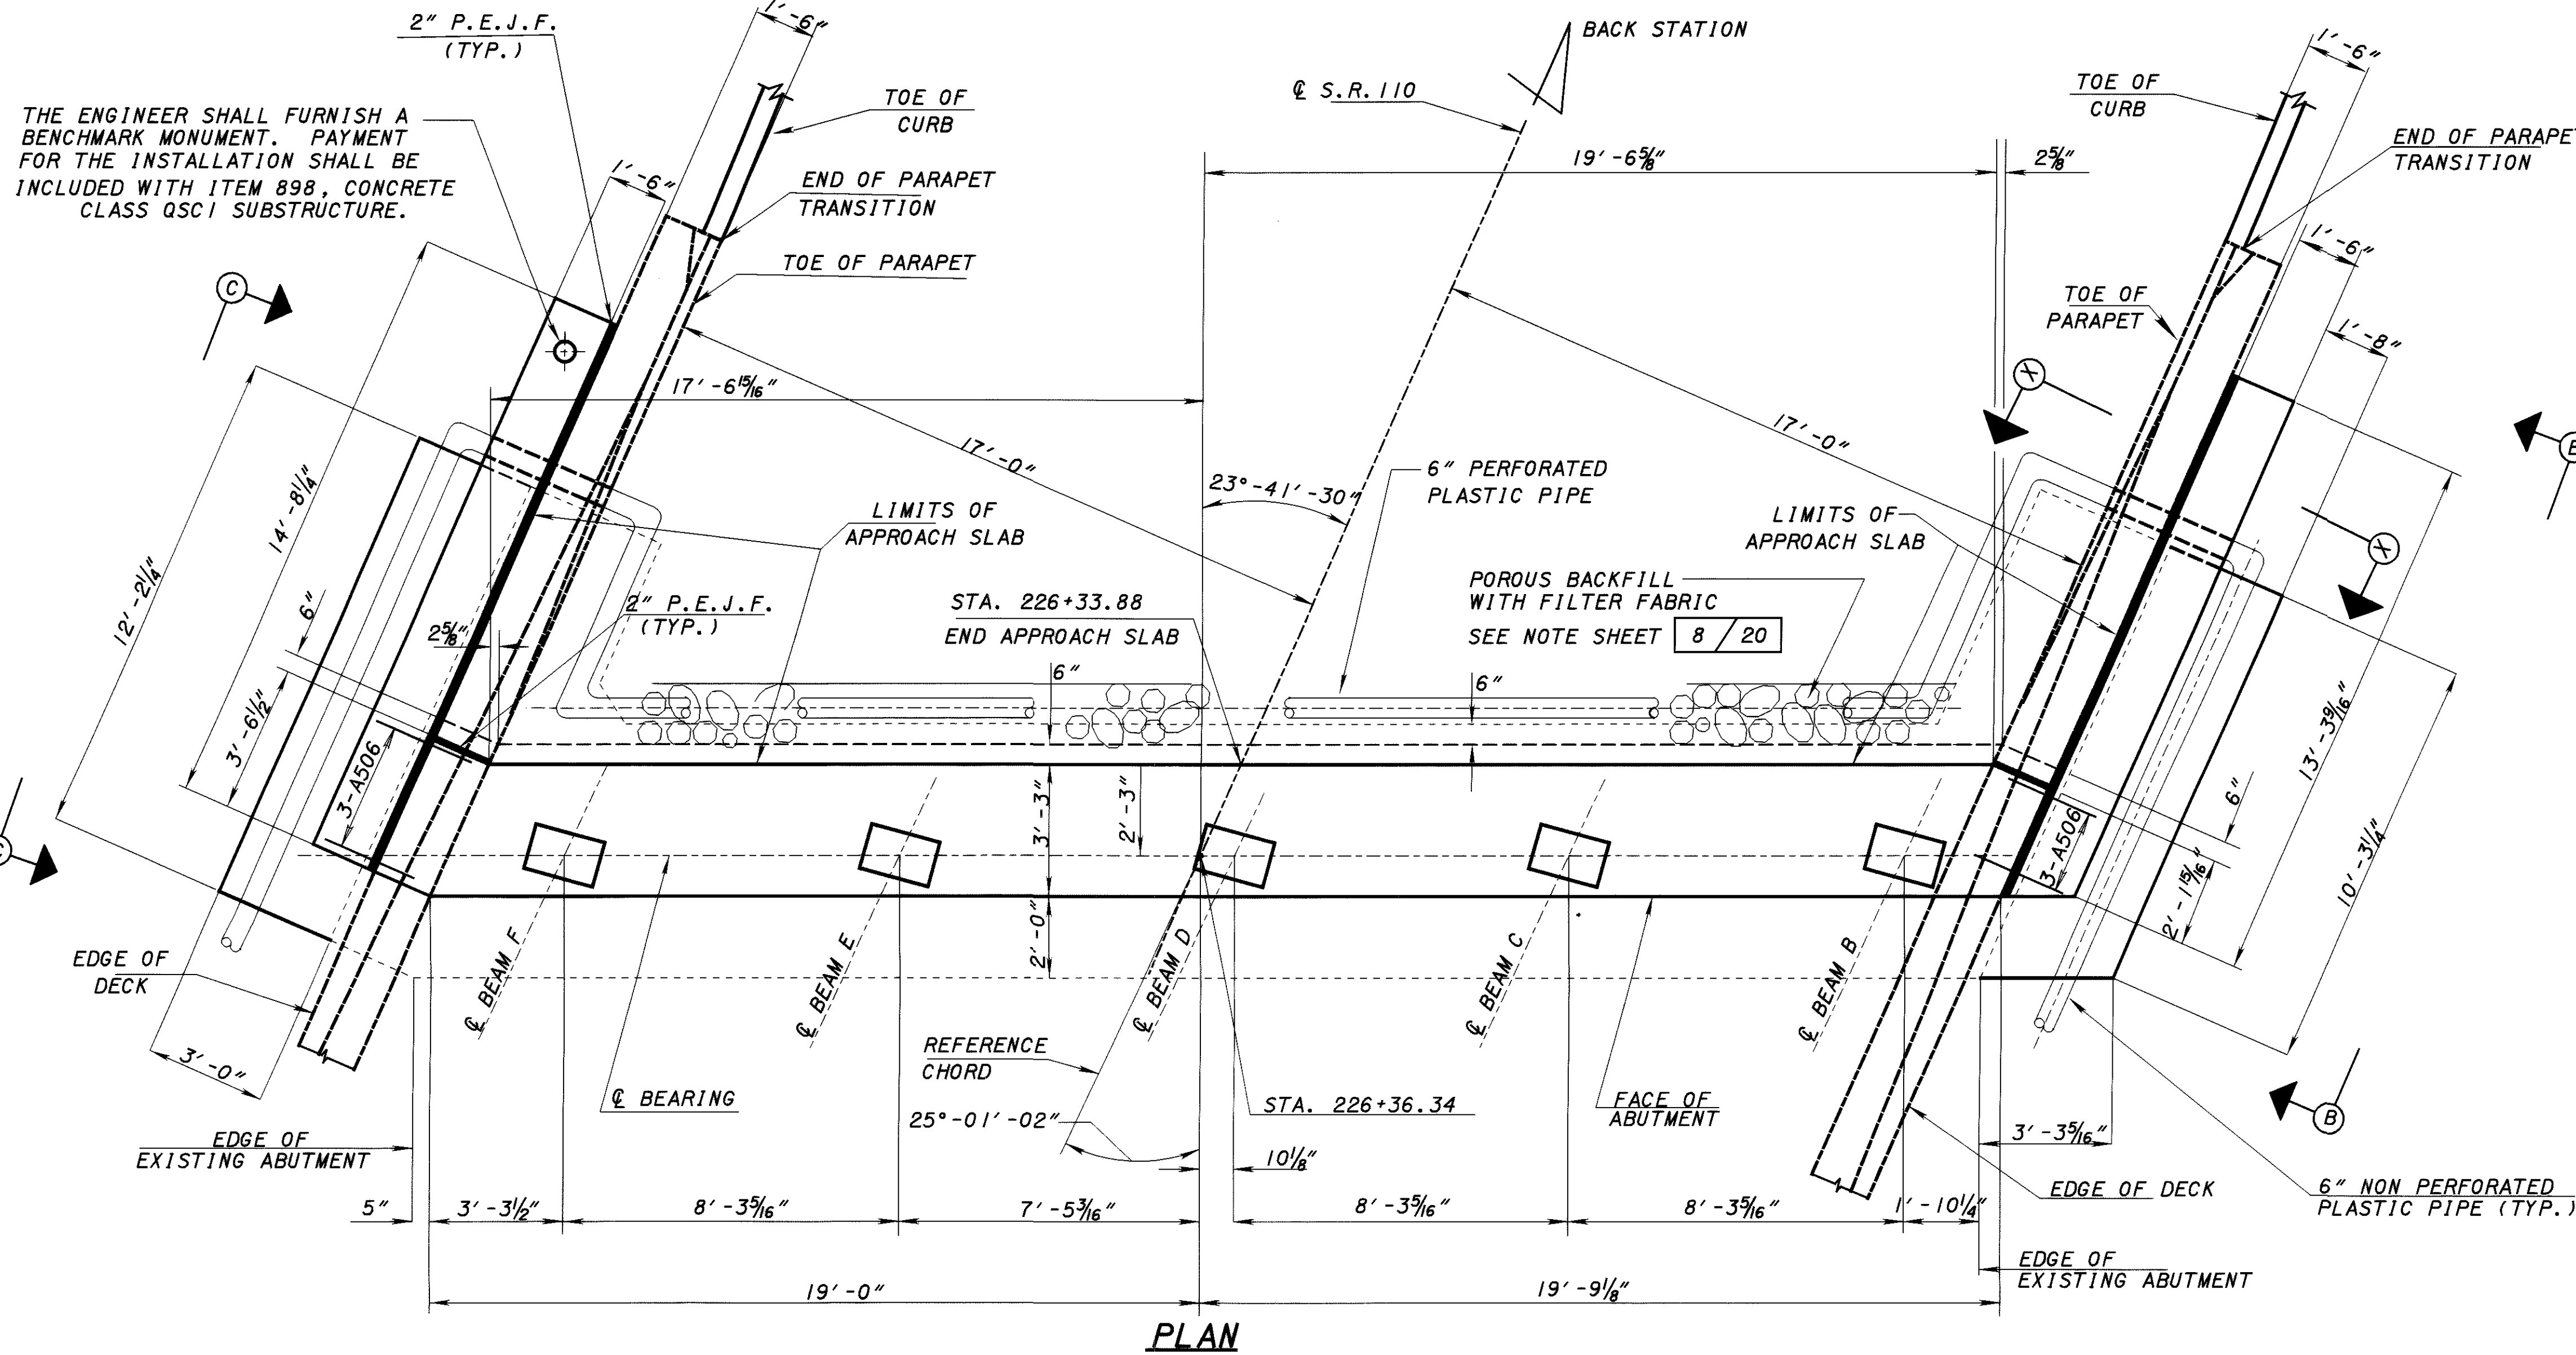 2" P.E.J.F.
(TYP.)
1'-6"
BACK STATION
℄ S.R. 110
1'-6"
THE ENGINEER SHALL FURNISH A
BENCHMARK MONUMENT. PAYMENT
FOR THE INSTALLATION SHALL BE
INCLUDED WITH ITEM 898, CONCRETE
CLASS QSC1 SUBSTRUCTURE.
TOE OF
CURB
TOE OF
CURB
END OF PARAPET
TRANSITION
19'-6⅝"
2⅝"
1'-6"
END OF PARAPET
TRANSITION
TOE OF PARAPET
1'-6"
C
TOE OF
PARAPET
1'-8"
X
17'-6 15/16"
17'-0"
17'-0"
B
14'-8¼"
12'-2¼"
6" PERFORATED
PLASTIC PIPE
23°-41'-30"
LIMITS OF
APPROACH SLAB
LIMITS OF
APPROACH SLAB
X
6"
2" P.E.J.F.
(TYP.)
2⅝"
STA. 226+33.88
END APPROACH SLAB
POROUS BACKFILL
WITH FILTER FABRIC
SEE NOTE SHEET 8 / 20
6"
6"
3'-6½"
3-A506
3'-3"
2'-3"
6"
13'-3 9/16"
3-A506
2'-1 15/16"
10'-3¼"
2'-0"
EDGE OF
DECK
℄ BEAM F
℄ BEAM E
℄ BEAM D
℄ BEAM C
℄ BEAM B
3'-0"
REFERENCE
CHORD
℄ BEARING
25°-01'-02"
STA. 226+36.34
FACE OF
ABUTMENT
B
EDGE OF
EXISTING ABUTMENT
10⅛"
3'-3 5/16"
EDGE OF DECK
6" NON PERFORATED
PLASTIC PIPE (TYP.)
5"
3'-3½"
8'-3 5/16"
7'-5 3/16"
8'-3 5/16"
8'-3 5/16"
1'-10¼"
EDGE OF
EXISTING ABUTMENT
19'-0"
19'-9⅛"
PLAN